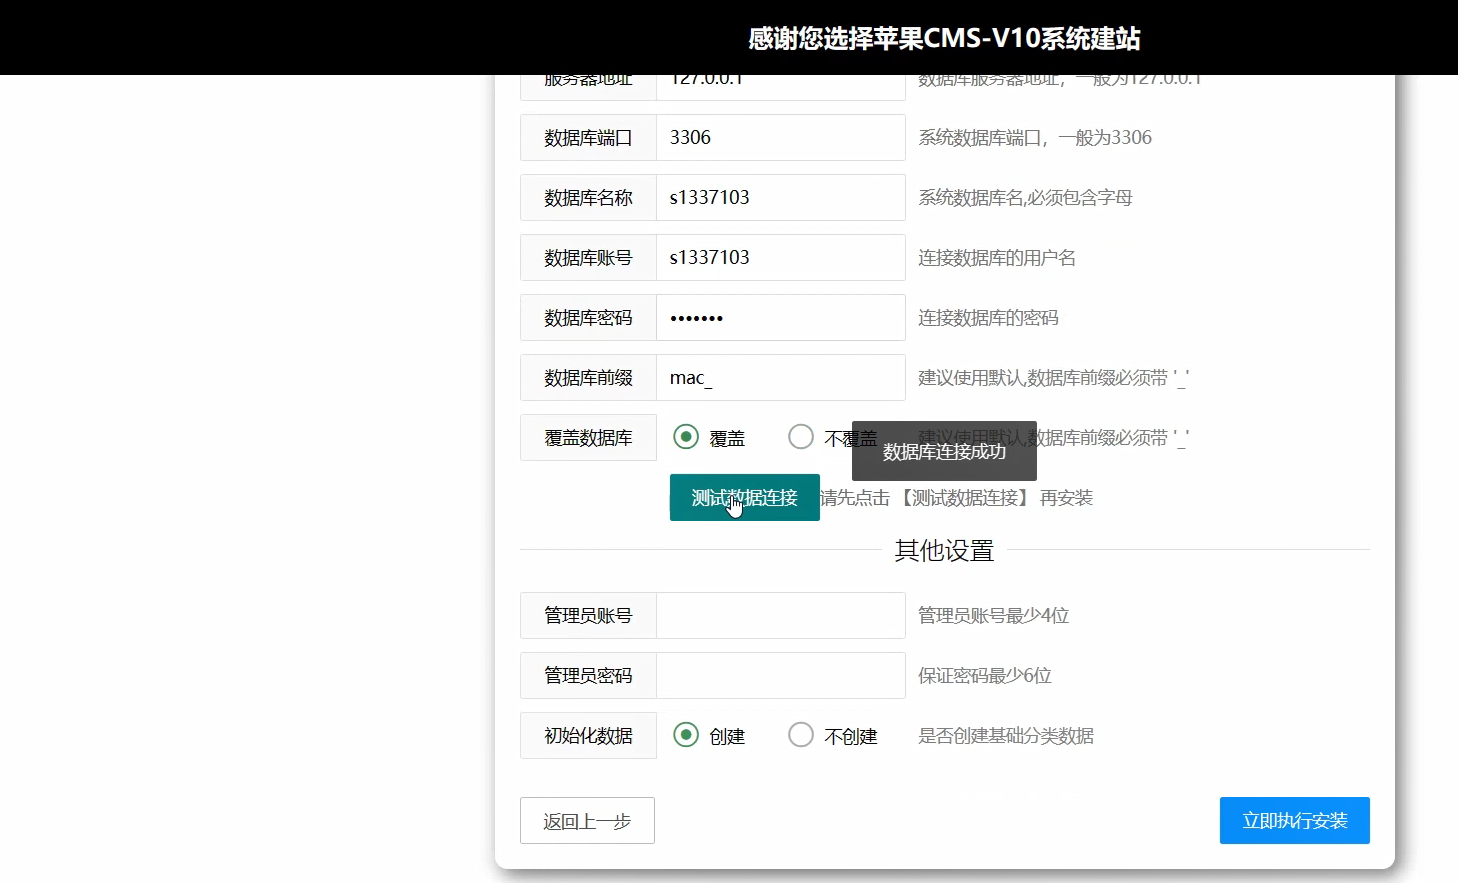 感谢您选择苹果CMS-V10系统建站
服务器地址 127.0.0.1 数据库服务器地址，一般为127.0.0.1
数据库端口 3306 系统数据库端口，一般为3306
数据库名称 s1337103 系统数据库名,必须包含字母
数据库账号 s1337103 连接数据库的用户名
数据库密码 ••••••• 连接数据库的密码
数据库前缀 mac_ 建议使用默认,数据库前缀必须带 '_'
覆盖数据库 覆盖 不覆盖 建议使用默认,数据库前缀必须带 '_'
数据库连接成功
测试数据连接 请先点击 【测试数据连接】 再安装
其他设置
管理员账号 管理员账号最少4位
管理员密码 保证密码最少6位
初始化数据 创建 不创建 是否创建基础分类数据
返回上一步 立即执行安装